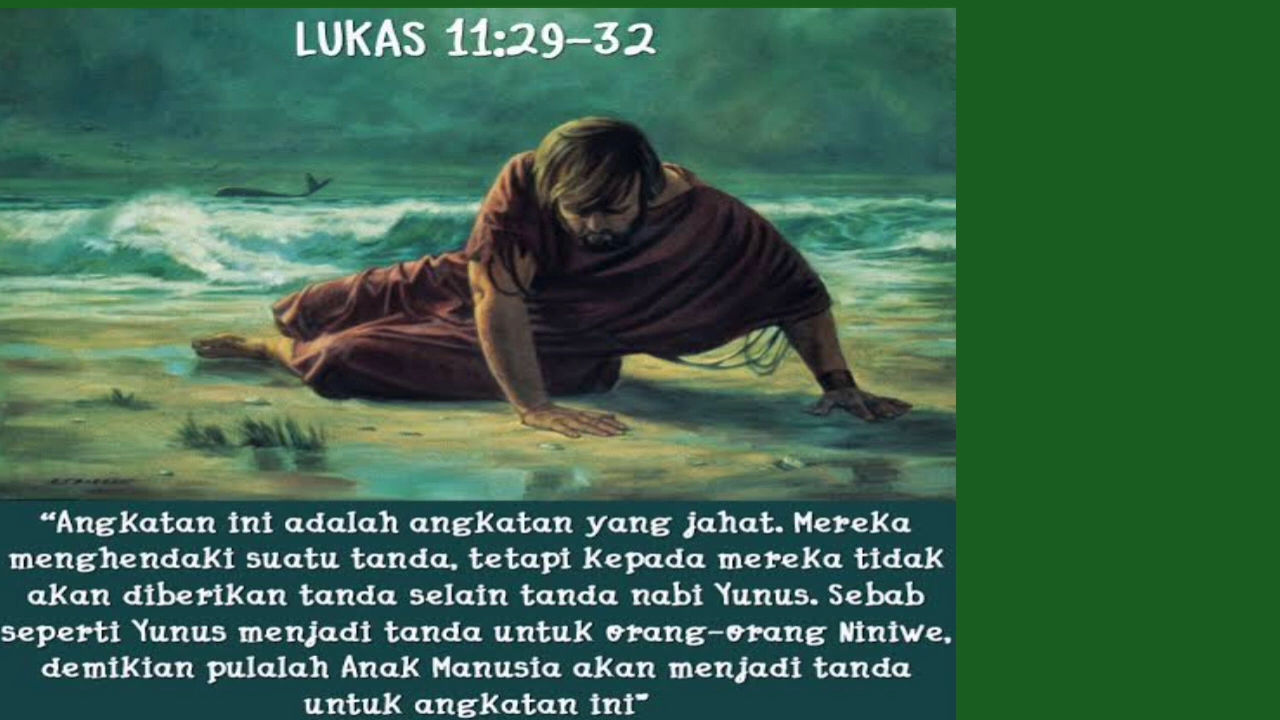 LUKAS 11:29-32
"Angkatan ini adalah angkatan yang jahat. Mereka
menghendaki suatu tanda, tetapi kepada mereka tidak
akan diberikan tanda selain tanda nabi Yunus. Sebab
seperti Yunus menjadi tanda untuk orang-orang Niniwe,
demikian pulalah Anak Manusia akan menjadi tanda
untuk angkatan ini"